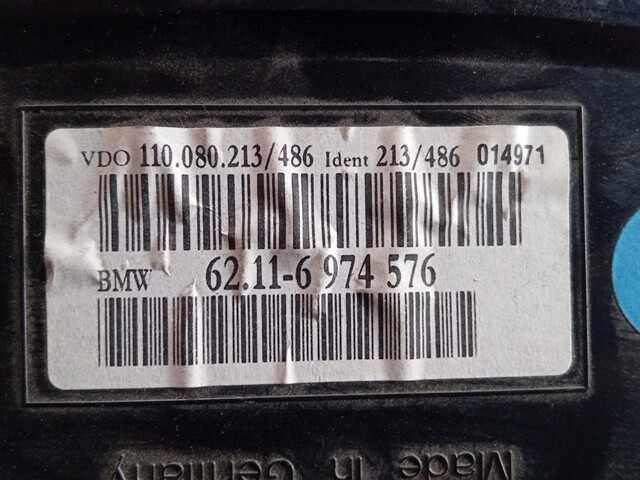 VDO 110.080.213/486 Ident 213/486 014971
BMW 62.11-6 974 576
Made in Germany